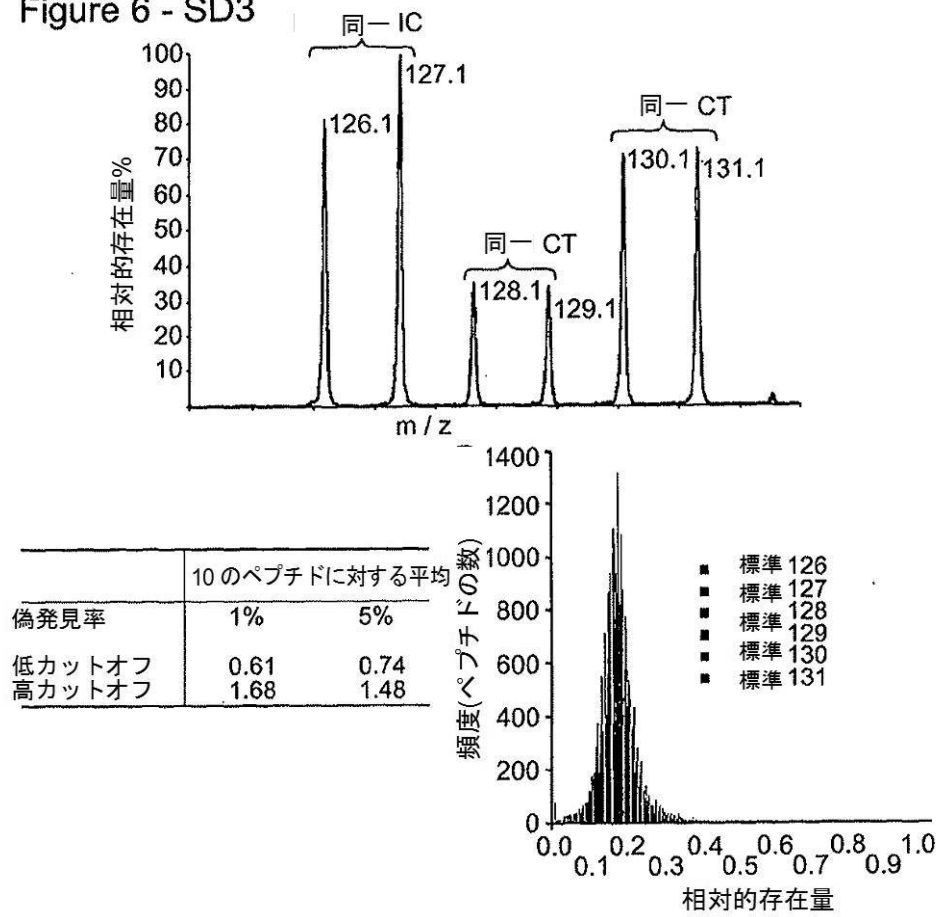 Figure 6 - SD3
同一 IC
100
90
80
70
60
50
40
30
20
10
相対的存在量%
126.1
127.1
同一 CT
128.1
129.1
同一 CT
130.1
131.1
m / z
10 のペプチドに対する平均
偽発見率 1% 5%
低カットオフ 0.61 0.74
高カットオフ 1.68 1.48
頻度(ペプチドの数)
1400
1200
1000
800
600
400
200
0
標準 126
標準 127
標準 128
標準 129
標準 130
標準 131
0.0 0.1 0.2 0.3 0.4 0.5 0.6 0.7 0.8 0.9 1.0
相対的存在量